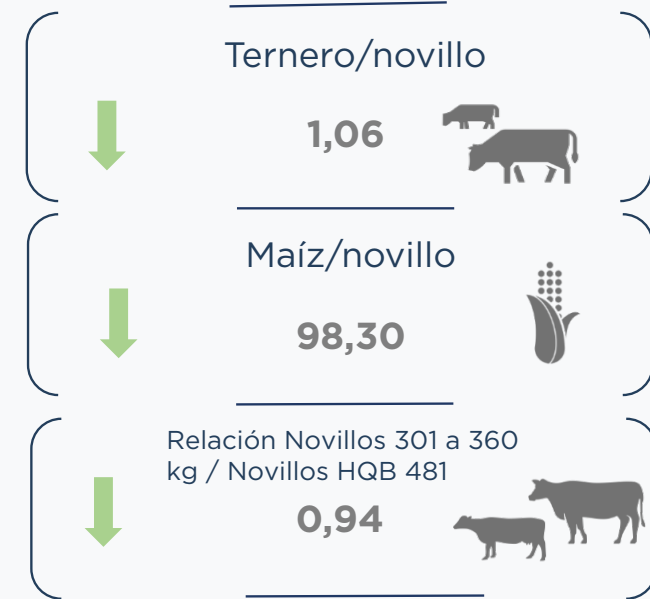 Ternero/novillo
1,06
Maíz/novillo
98,30
Relación Novillos 301 a 360
kg / Novillos HQB 481
0,94